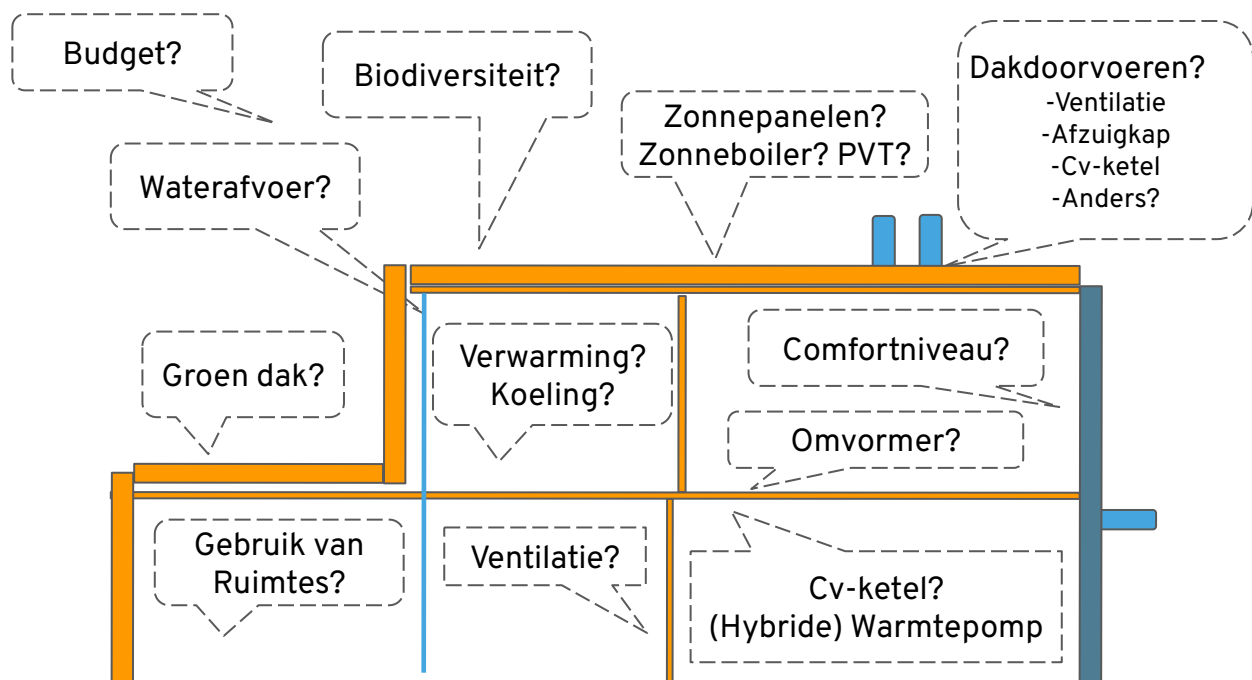 Budget?
Biodiversiteit?
Dakdoorvoeren?
-Ventilatie
-Afzuigkap
-Cv-ketel
-Anders?
Zonnepanelen?
Zonneboiler? PVT?
Waterafvoer?
Groen dak?
Verwarming?
Koeling?
Comfortniveau?
Omvormer?
Gebruik van
Ruimtes?
Ventilatie?
Cv-ketel?
(Hybride) Warmtepomp